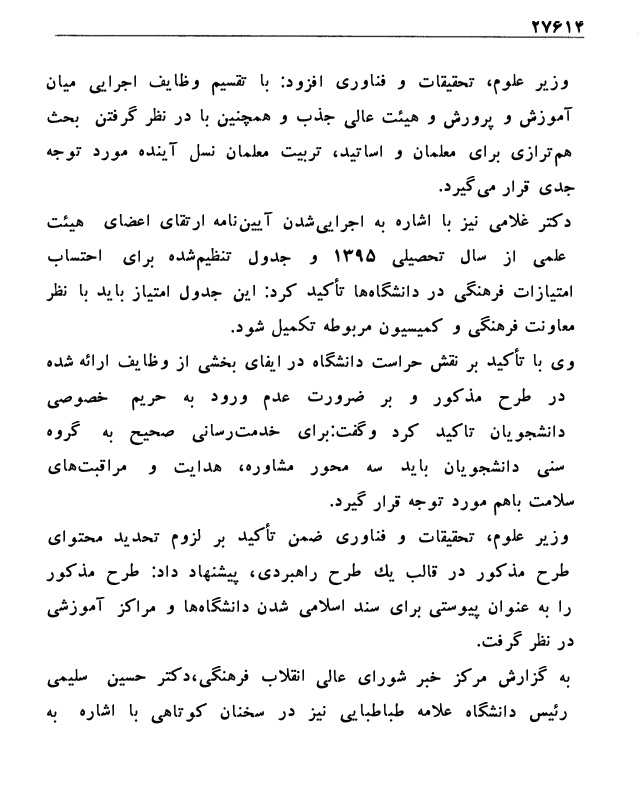 ۲۷۶۱۴
وزیر علوم، تحقیقات و فناوری افزود: با تقسیم وظایف اجرایی میان
آموزش و پرورش و هیئت عالی جذب و همچنین با در نظر گرفتن بحث
هم‌ترازی برای معلمان و اساتید، تربیت معلمان نسل آینده مورد توجه
جدی قرار می‌گیرد.
دکتر غلامی نیز با اشاره به اجرایی‌شدن آیین‌نامه ارتقای اعضای هیئت
علمی از سال تحصیلی ۱۳۹۵ و جدول تنظیم‌شده برای احتساب
امتیازات فرهنگی در دانشگاه‌ها تأکید کرد: این جدول امتیاز باید با نظر
معاونت فرهنگی و کمیسیون مربوطه تکمیل شود.
وی با تأکید بر نقش حراست دانشگاه در ایفای بخشی از وظایف ارائه شده
در طرح مذکور و بر ضرورت عدم ورود به حریم خصوصی
دانشجویان تاکید کرد وگفت:برای خدمت‌رسانی صحیح به گروه
سنی دانشجویان باید سه محور مشاوره، هدایت و مراقبت‌های
سلامت باهم مورد توجه قرار گیرد.
وزیر علوم، تحقیقات و فناوری ضمن تأکید بر لزوم تحدید محتوای
طرح مذکور در قالب یك طرح راهبردی، پیشنهاد داد: طرح مذکور
را به عنوان پیوستی برای سند اسلامی شدن دانشگاه‌ها و مراکز آموزشی
در نظر گرفت.
به گزارش مرکز خبر شورای عالی انقلاب فرهنگی،دکتر حسین سلیمی
رئیس دانشگاه علامه طباطبایی نیز در سخنان کوتاهی با اشاره به